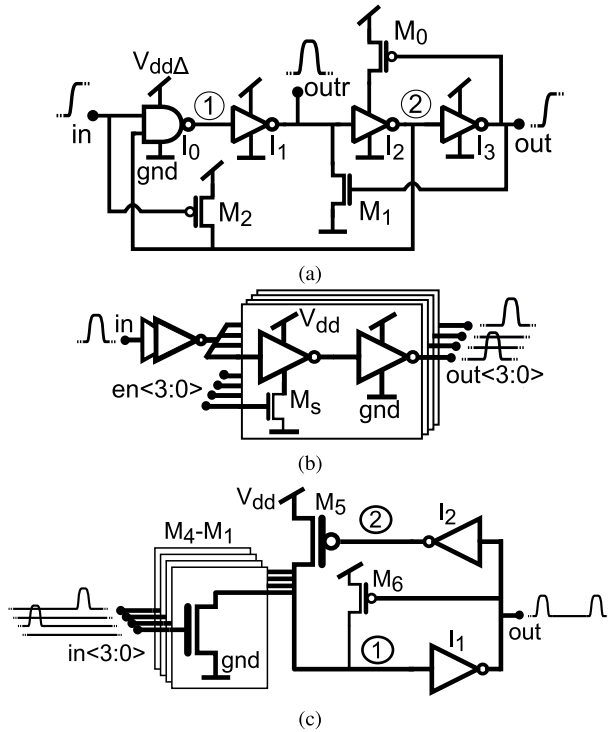 M0
VddΔ
1
outr
2
in
I0
I1
I2
I3
out
gnd
M2
M1
(a)
in
Vdd
en<3:0>
Ms
gnd
out<3:0>
(b)
Vdd
M5
2
I2
M4-M1
M6
in<3:0>
gnd
1
I1
out
(c)